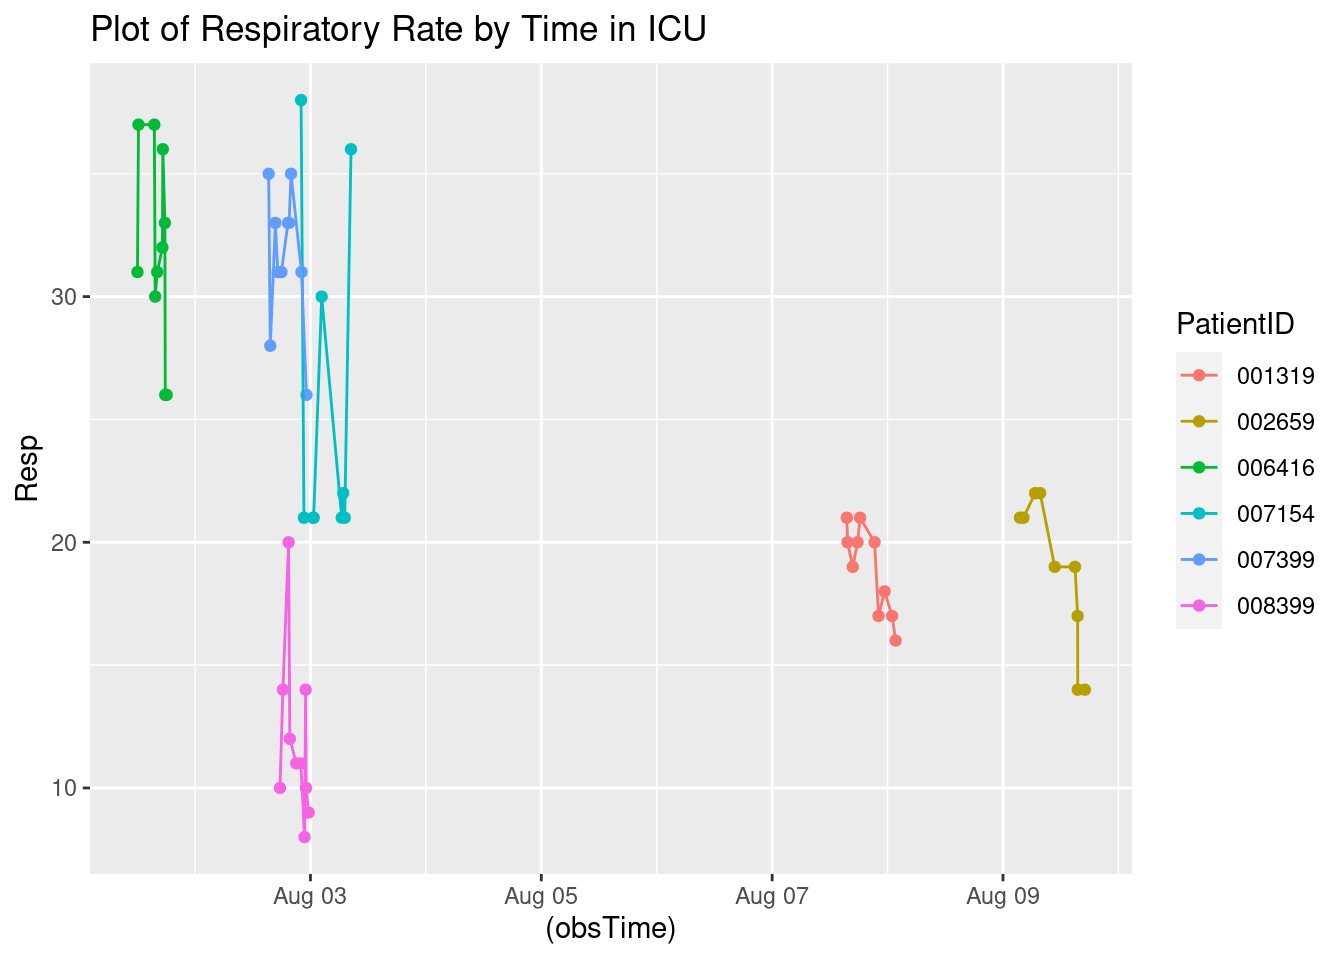 Plot of Respiratory Rate by Time in ICU
Resp
30
20
10
Aug 03
Aug 05
Aug 07
Aug 09
(obsTime)
PatientID
001319
002659
006416
007154
007399
008399